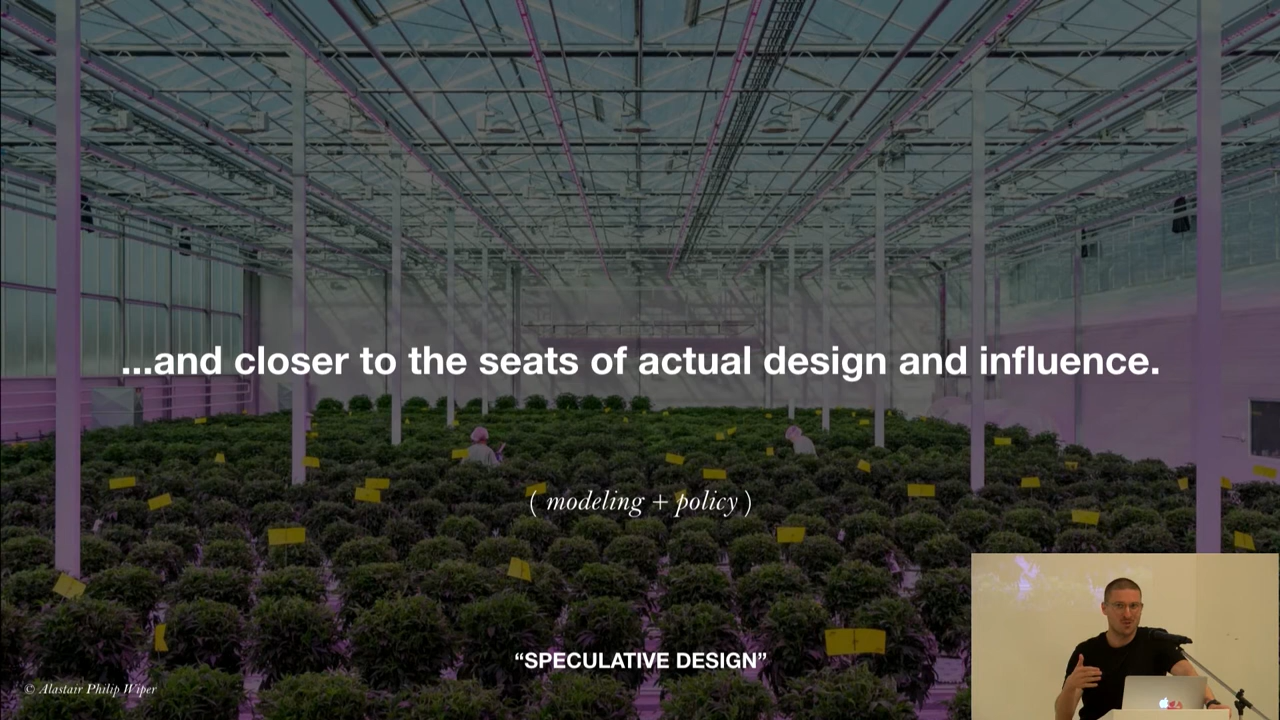 ...and closer to the seats of actual design and influence.
( modeling + policy )
“SPECULATIVE DESIGN”
© Alastair Philip Wiper